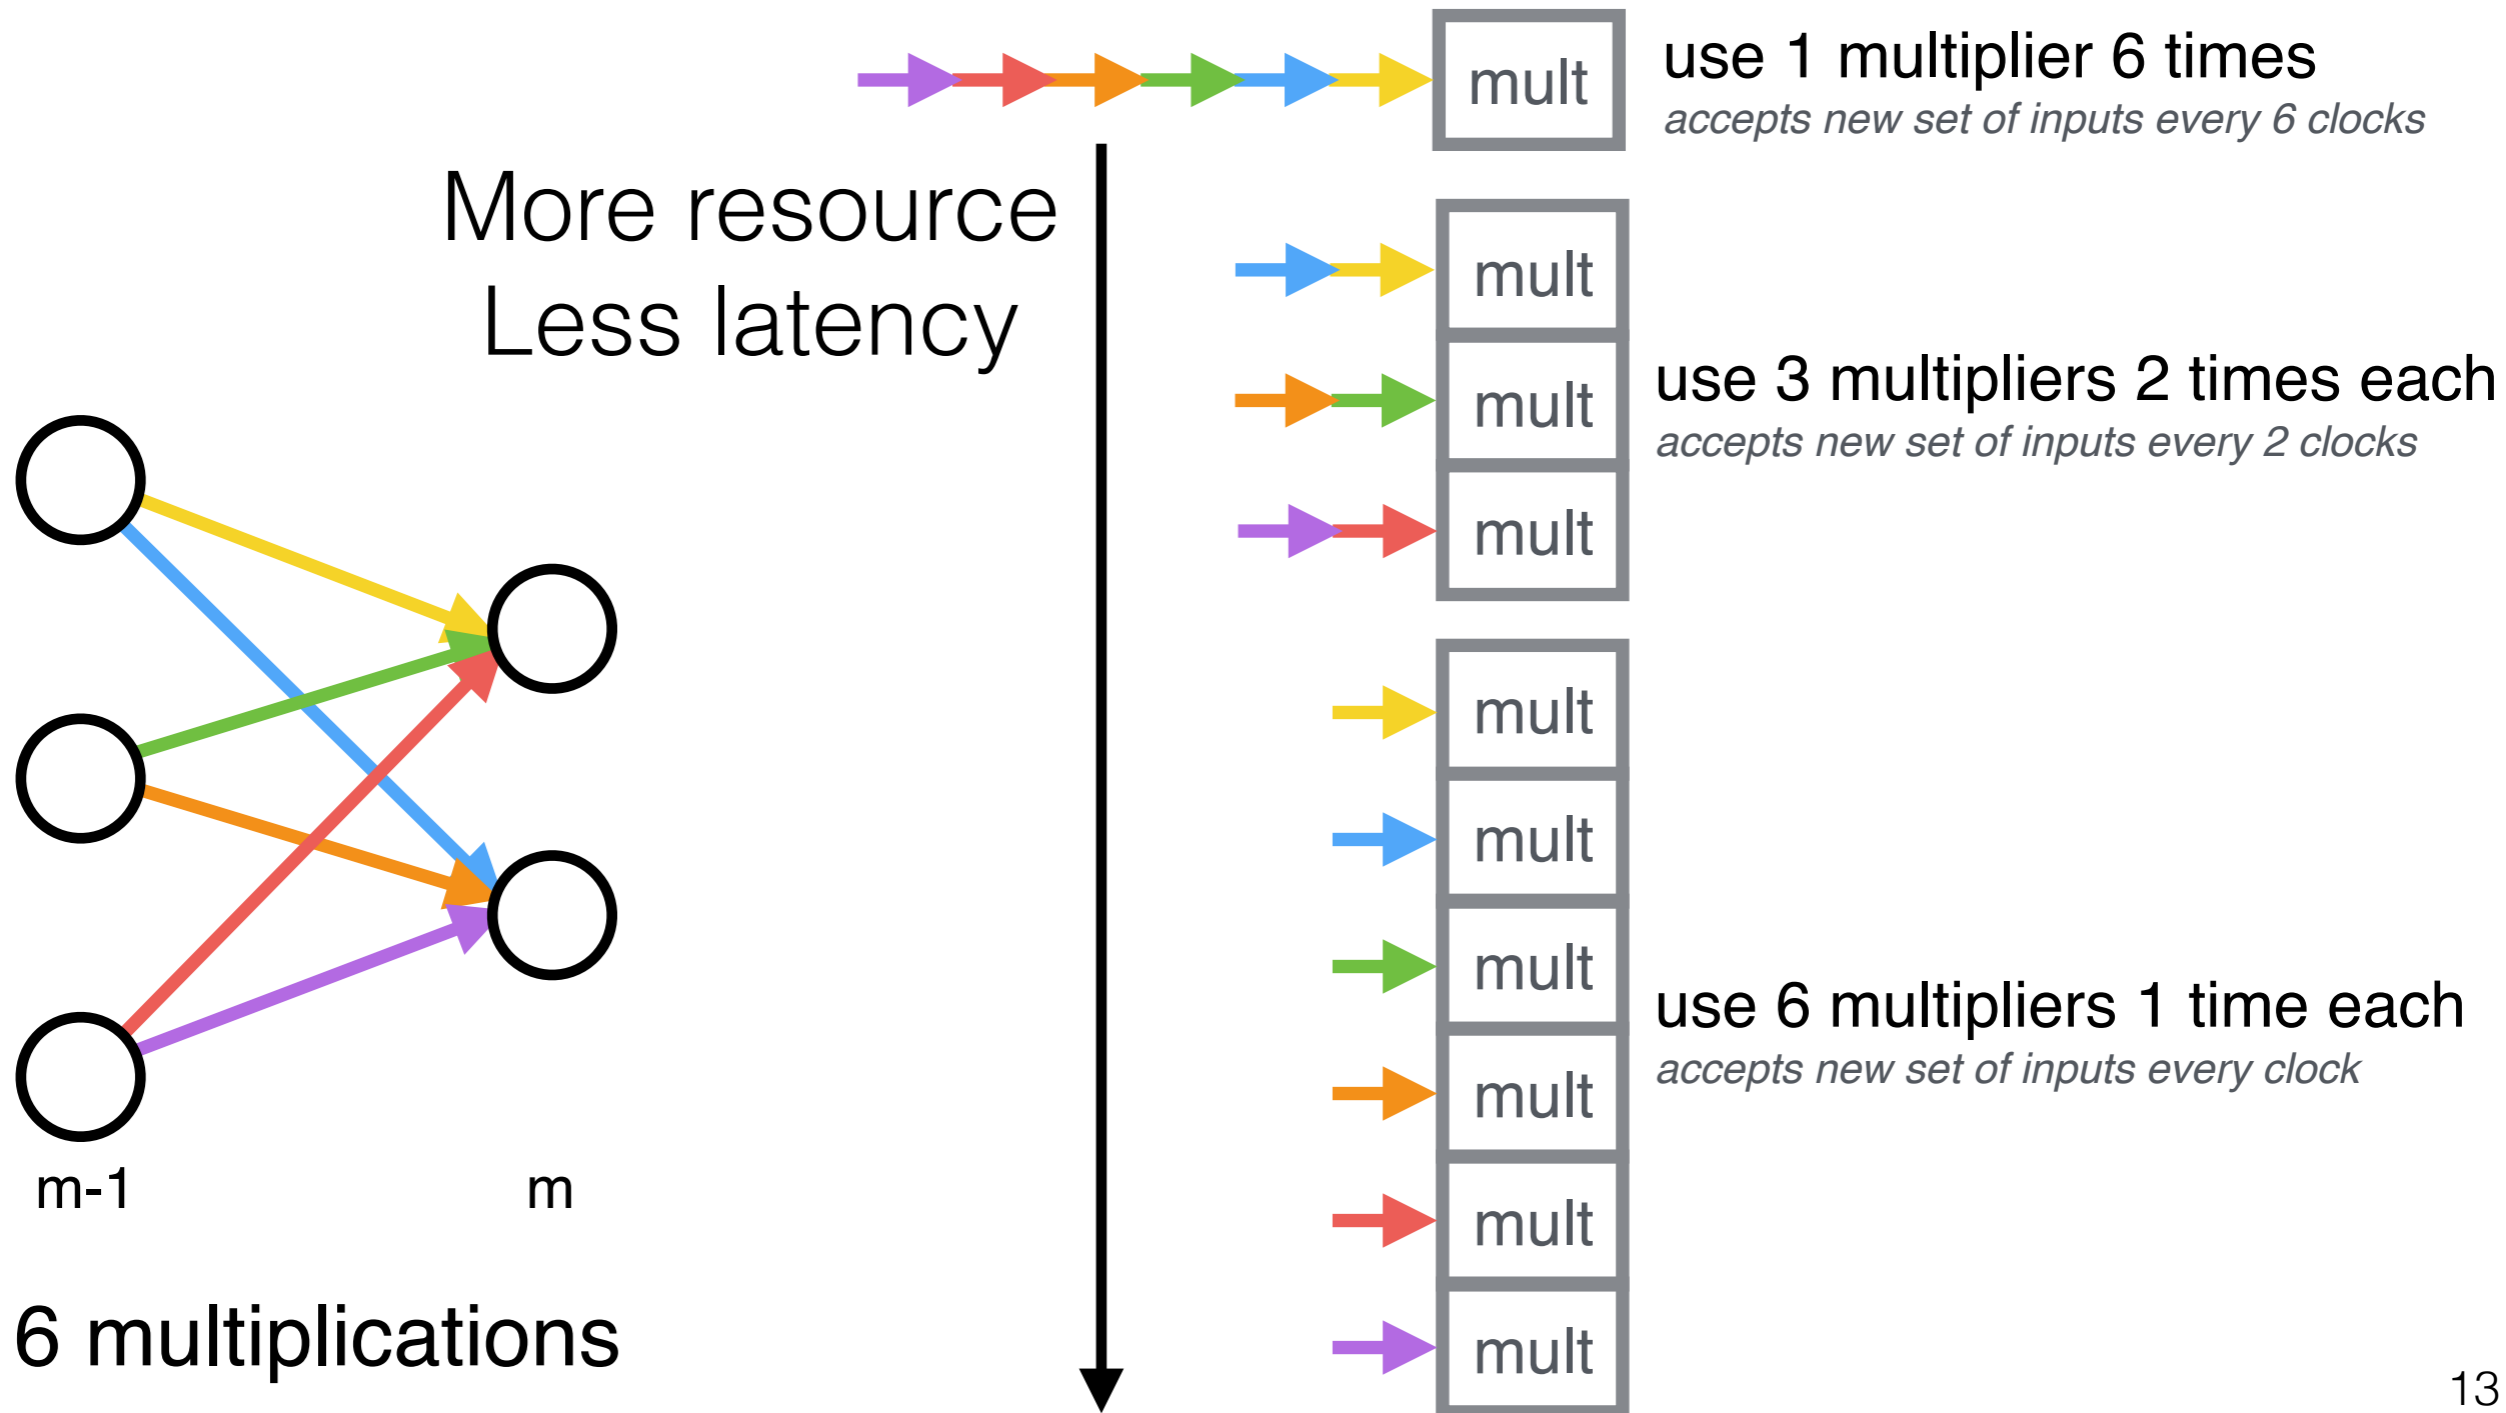 mult
use 1 multiplier 6 times
accepts new set of inputs every 6 clocks
More resource
Less latency
mult
mult
mult
use 3 multipliers 2 times each
accepts new set of inputs every 2 clocks
mult
mult
mult
mult
mult
mult
use 6 multipliers 1 time each
accepts new set of inputs every clock
m-1
m
6 multiplications
13